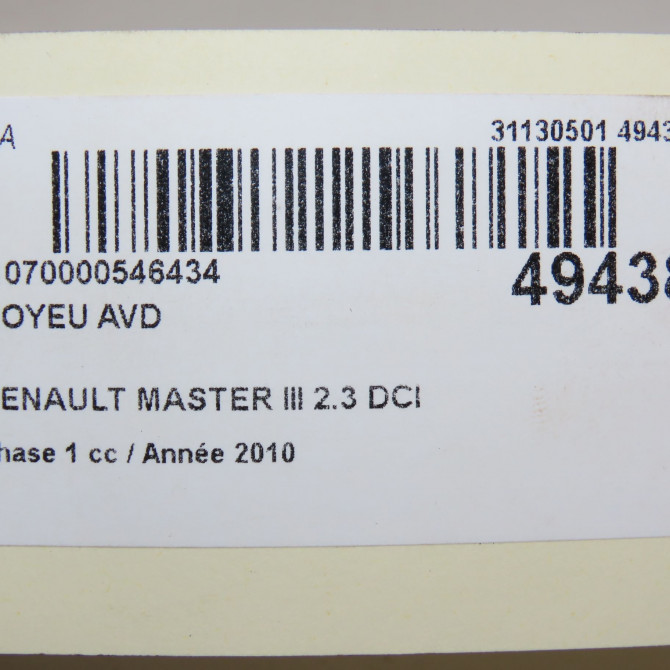 A 31130501 4943
070000546434 49438
OYEU AVD
ENAULT MASTER III 2.3 DCI
hase 1 cc / Année 2010